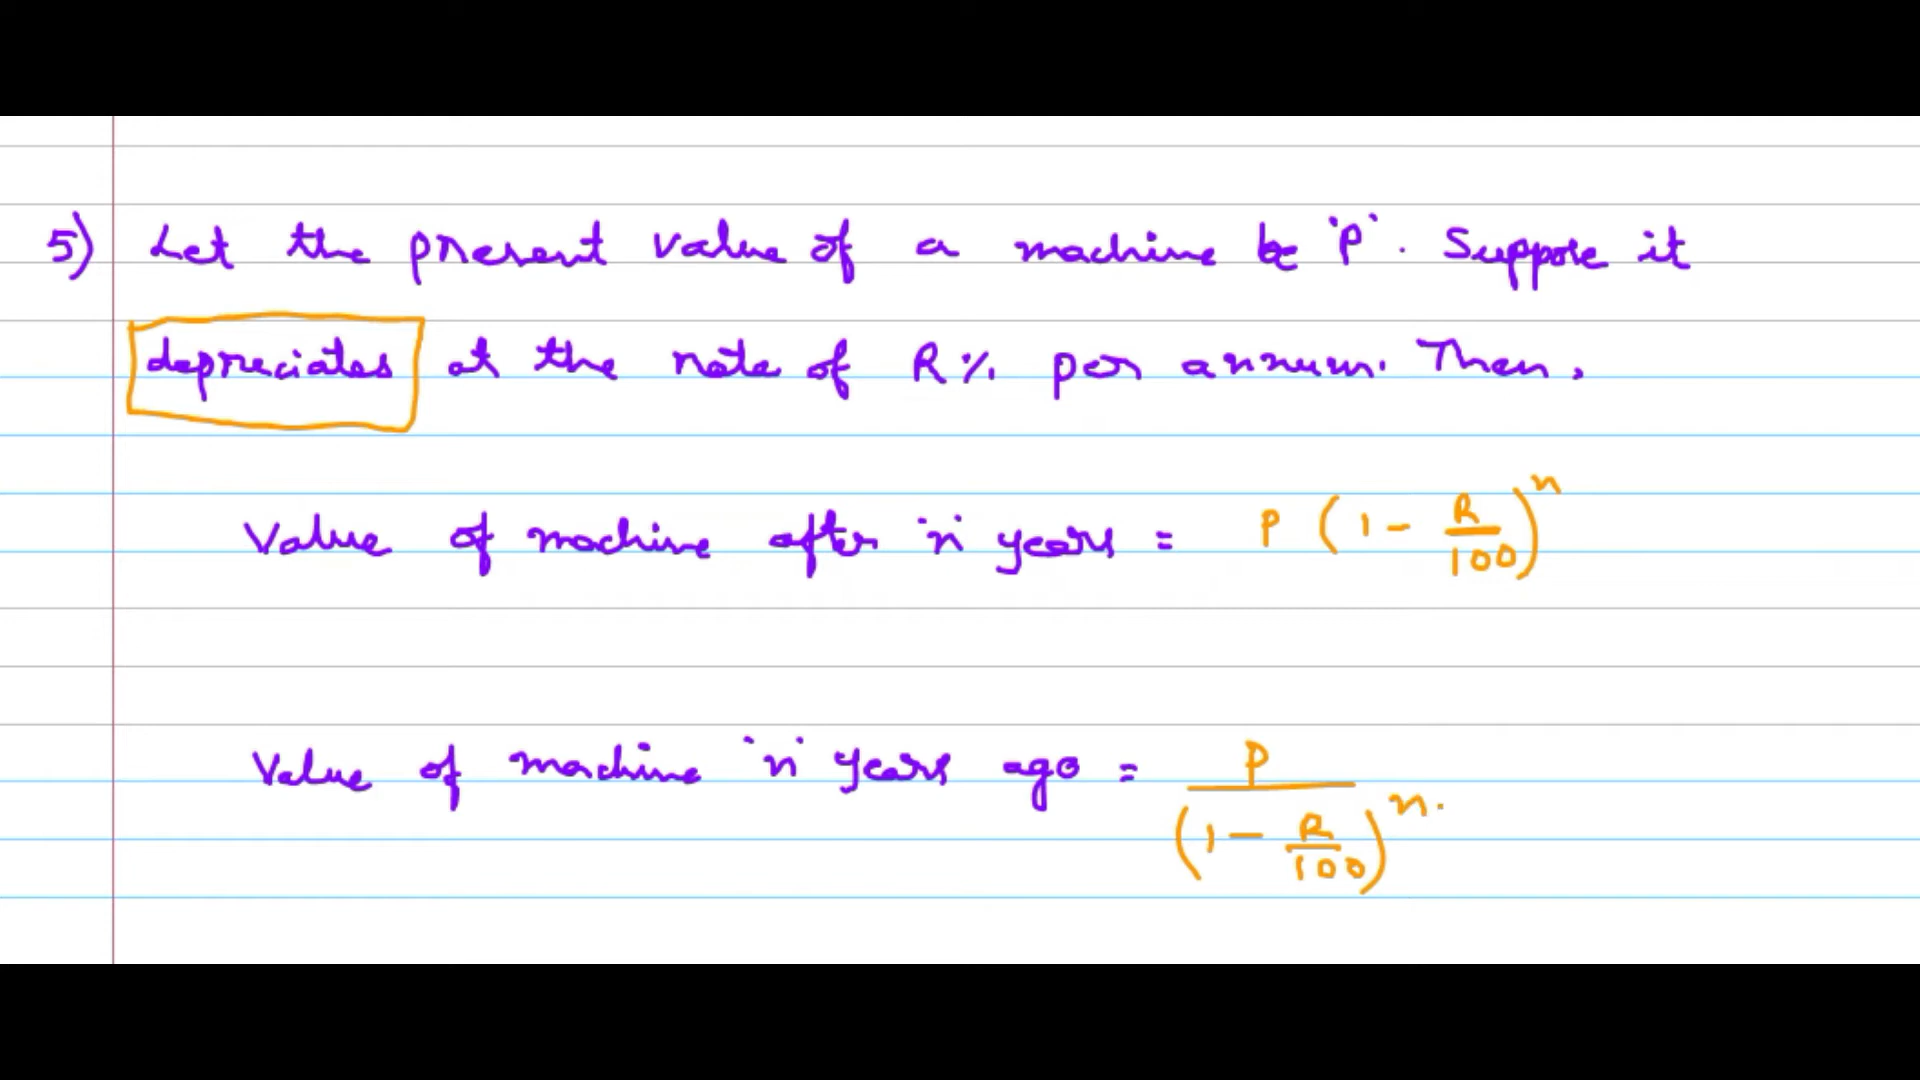 5) Let the present value of a machine be 'P'. Suppose it
depreciates at the rate of R% per annum. Then,
Value of machine after 'n' years = P (1 - R/100)^n
Value of machine 'n' years ago = P/(1 - R/100)^n.